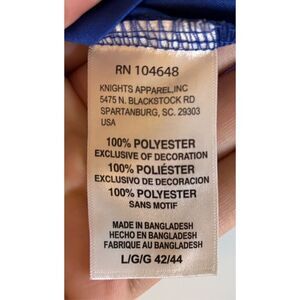 RN 104648
KNIGHTS APPAREL,INC
5475 N. BLACKSTOCK RD
SPARTANBURG, SC. 29303
USA
100% POLYESTER
EXCLUSIVE OF DECORATION
100% POLIÉSTER
EXCLUSIVO DE DECORACION
100% POLYESTER
SANS MOTIF
MADE IN BANGLADESH
HECHO EN BANGLADESH
FABRIQUE AU BANGLADESH
L/G/G 42/44